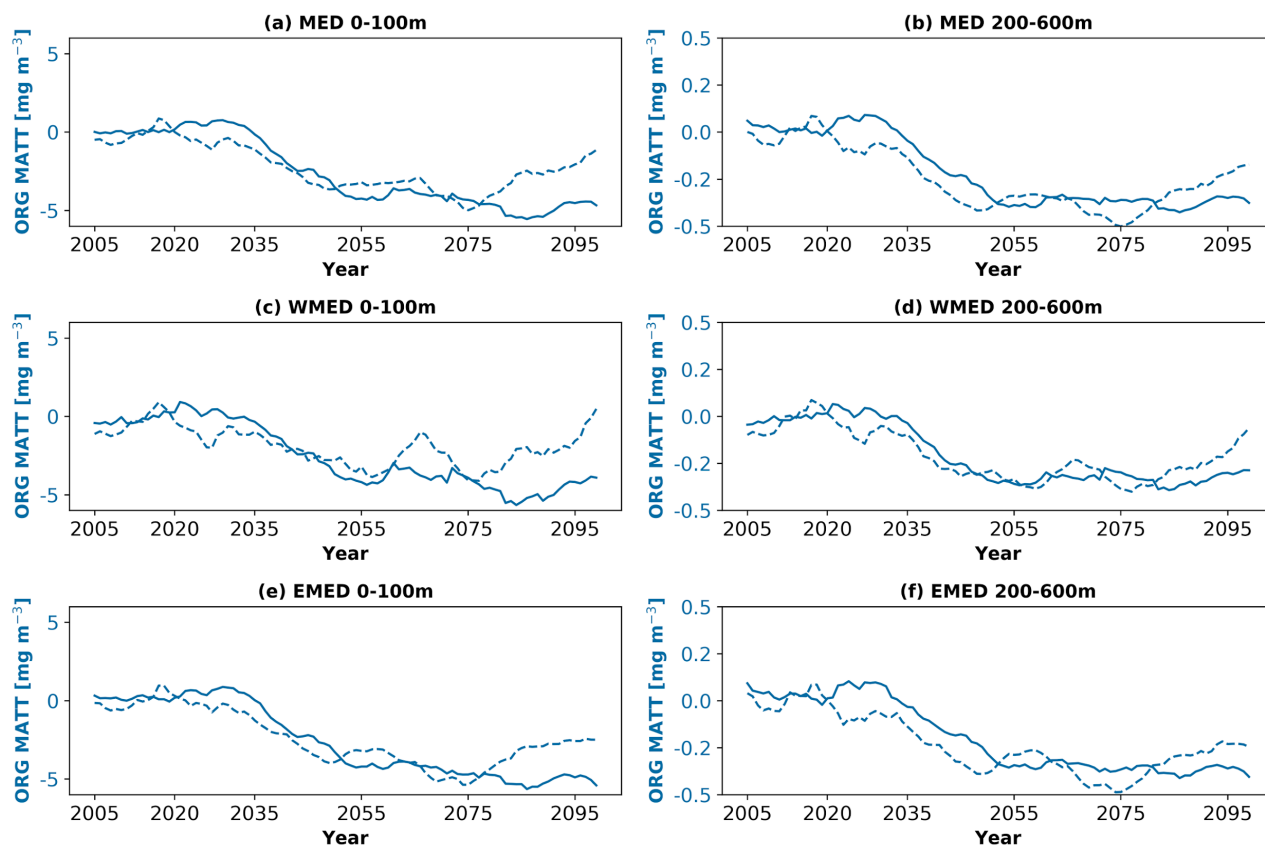 (a) MED 0-100m
ORG MATT [mg m⁻³]
5
0
-5
2005 2020 2035 2055 2075 2095
Year
(b) MED 200-600m
ORG MATT [mg m⁻³]
0.5
0.2
0.0
-0.2
-0.5
2005 2020 2035 2055 2075 2095
Year
(c) WMED 0-100m
ORG MATT [mg m⁻³]
5
0
-5
2005 2020 2035 2055 2075 2095
Year
(d) WMED 200-600m
ORG MATT [mg m⁻³]
0.5
0.2
0.0
-0.2
-0.5
2005 2020 2035 2055 2075 2095
Year
(e) EMED 0-100m
ORG MATT [mg m⁻³]
5
0
-5
2005 2020 2035 2055 2075 2095
Year
(f) EMED 200-600m
ORG MATT [mg m⁻³]
0.5
0.2
0.0
-0.2
-0.5
2005 2020 2035 2055 2075 2095
Year